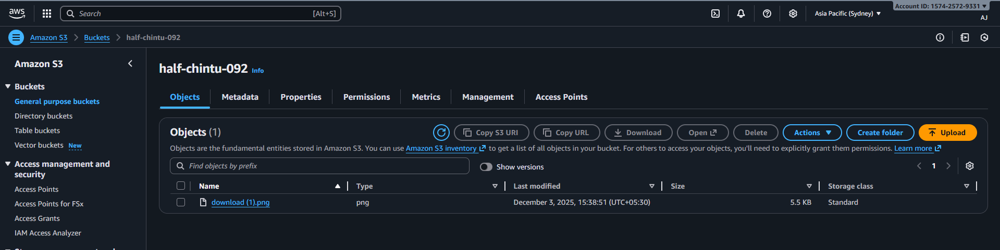 aws Search [Alt+S] Asia Pacific (Sydney) Account ID: 1574-2572-9331
AJ
Amazon S3 Buckets half-chintu-092
Amazon S3
Buckets
General purpose buckets
Directory buckets
Table buckets
Vector buckets New
Access management and
security
Access Points
Access Points for FSx
Access Grants
IAM Access Analyzer
half-chintu-092 Info
Objects Metadata Properties Permissions Metrics Management Access Points
Objects (1) Copy S3 URI Copy URL Download Open Delete Actions Create folder Upload
Objects are the fundamental entities stored in Amazon S3. You can use Amazon S3 inventory to get a list of all objects in your bucket. For others to access your objects, you'll need to explicitly grant them permissions. Learn more
Find objects by prefix Show versions 1
Name Type Last modified Size Storage class
download (1).png png December 3, 2025, 15:38:51 (UTC+05:30) 5.5 KB Standard